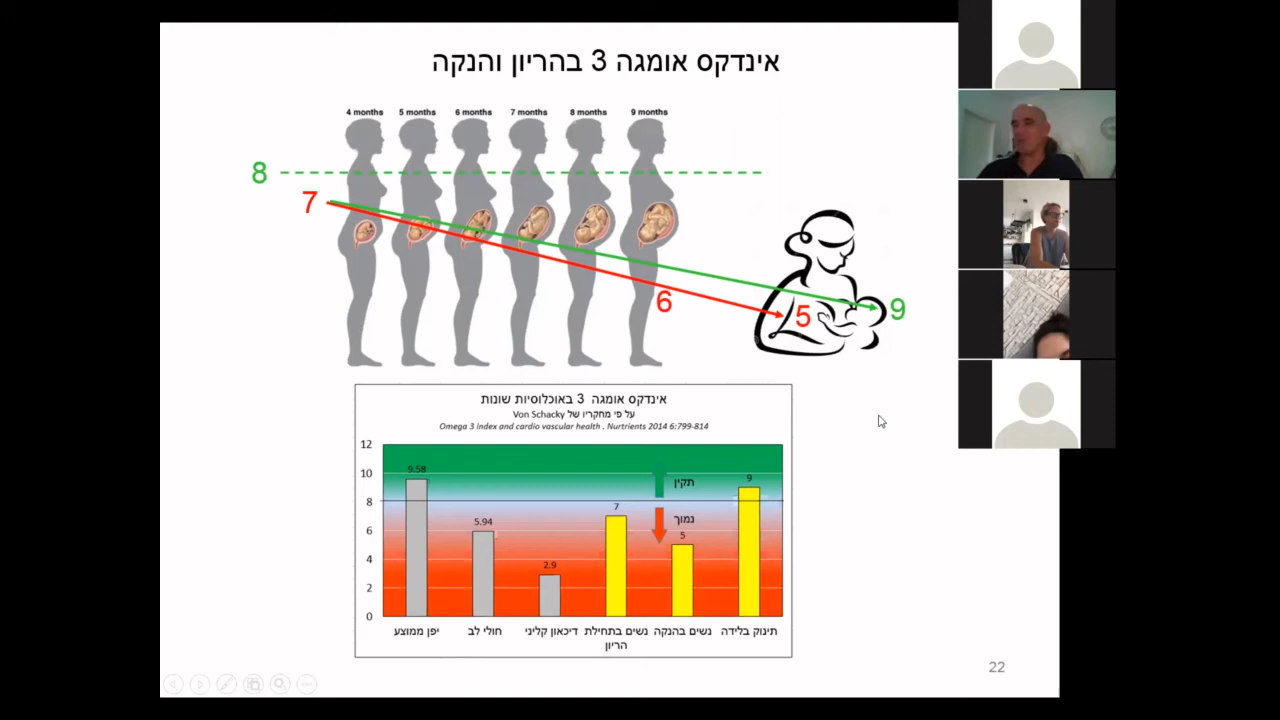 אינדקס אומגה 3 בהריון והנקה
4 months 5 months 6 months 7 months 8 months 9 months
8
7
6
5
9
אינדקס אומגה 3 באוכלוסיות שונות
על פי מחקריו של Von Schacky
Omega 3 index and cardio vascular health . Nurtrients 2014 6:799-814
12
10
8
6
4
2
0
9.58
5.94
2.9
7
5
9
תקין
נמוך
יפן ממוצע
חולי לב
דיכאון קליני
נשים בתחילת
הריון
נשים בהנקה
תינוק בלידה
22